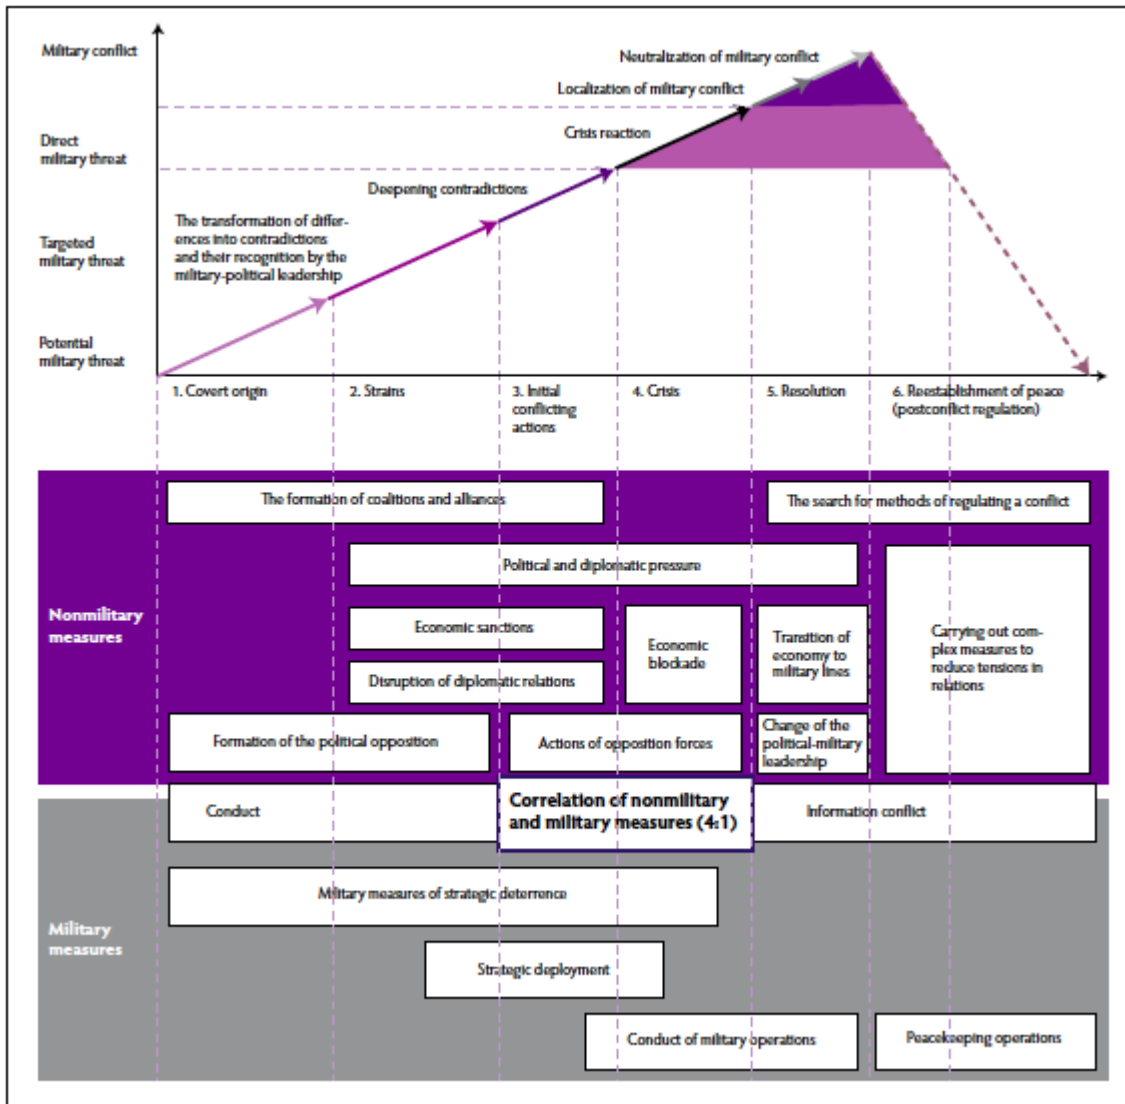 Military conflict
Neutralization of military conflict
Localization of military conflict
Direct
military threat
Crisis reaction
Deepening contradictions
The transformation of differ-
ences into contradictions
and their recognition by the
military-political leadership
Targeted
military threat
Potential
military threat
1. Covert origin
2. Strains
3. Initial
conflicting
actions
4. Crisis
5. Resolution
6. Reestablishment of peace
(postconflict regulation)
Nonmilitary
measures
The formation of coalitions and alliances
The search for methods of regulating a conflict
Political and diplomatic pressure
Economic sanctions
Disruption of diplomatic relations
Economic
blockade
Transition of
economy to
military lines
Carrying out com-
plex measures to
reduce tensions in
relations
Formation of the political opposition
Actions of opposition forces
Change of the
political-military
leadership
Conduct
Correlation of nonmilitary
and military measures (4:1)
Information conflict
Military
measures
Military measures of strategic deterrence
Strategic deployment
Conduct of military operations
Peacekeeping operations